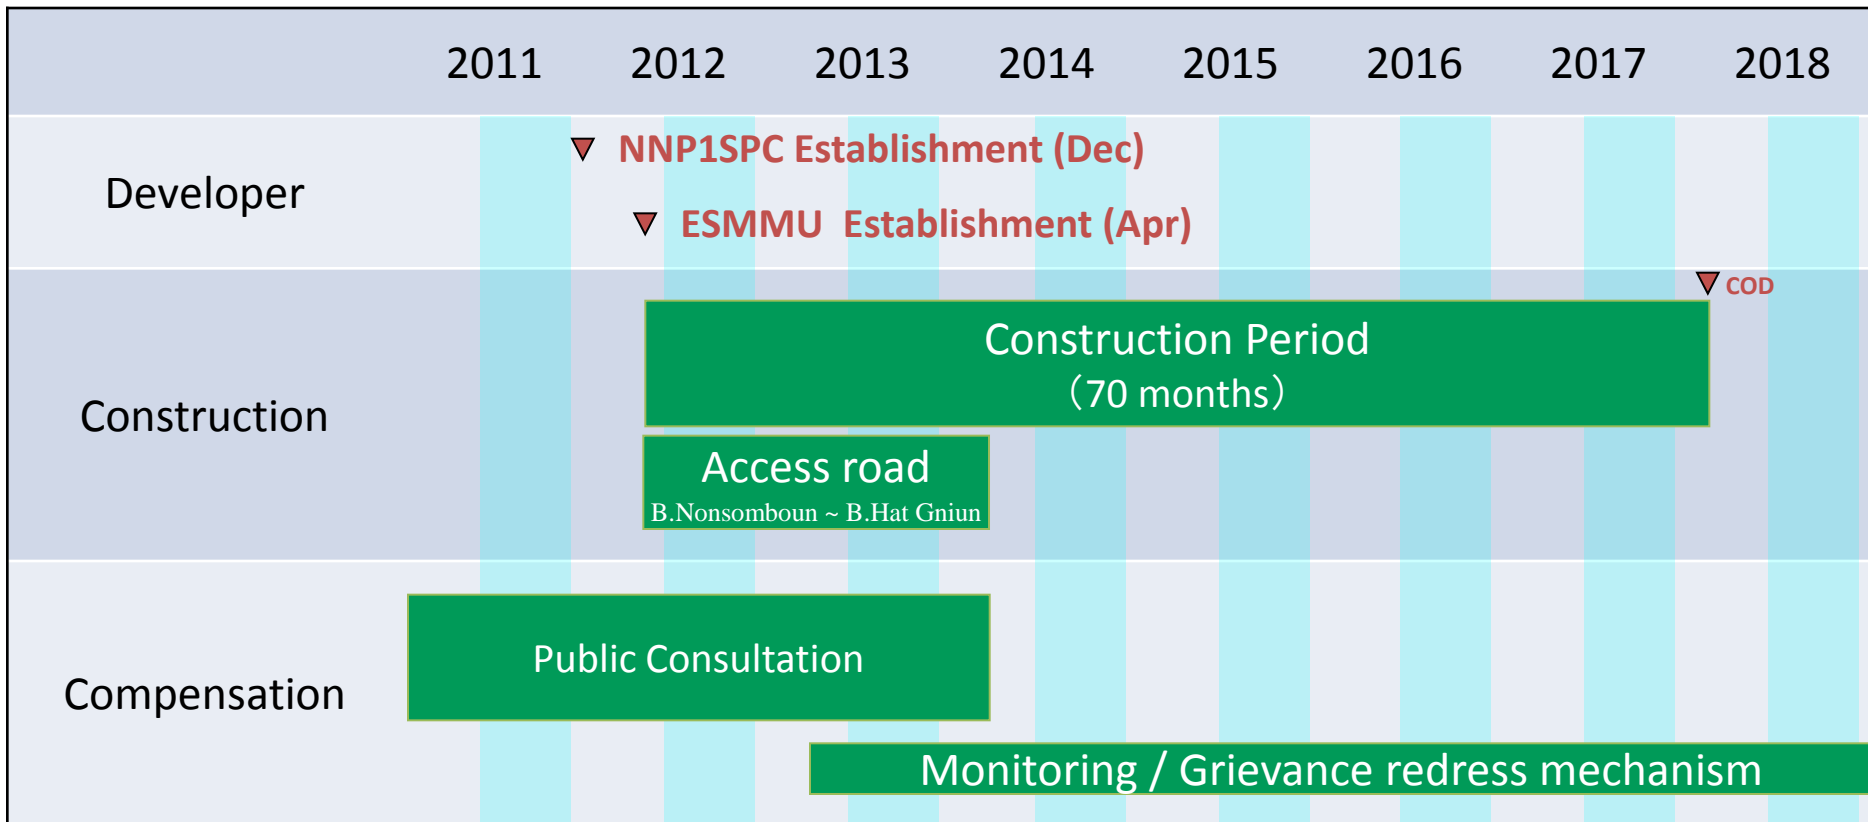 2011 2012 2013 2014 2015 2016 2017 2018
Developer
NNP1SPC Establishment (Dec)
ESMMU  Establishment (Apr)
Construction
COD
Construction Period
（70 months）
Access road
B.Nonsomboun ~ B.Hat Gniun
Compensation
Public Consultation
Monitoring / Grievance redress mechanism